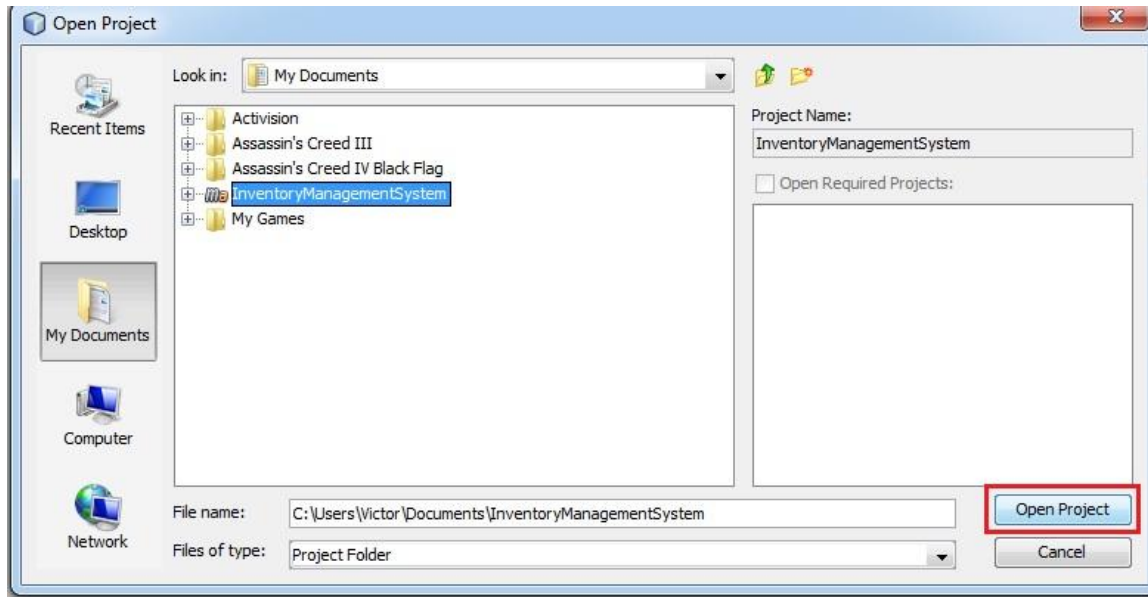 Open Project
Look in: My Documents
Recent Items
Desktop
My Documents
Computer
Network
Activision
Assassin's Creed III
Assassin's Creed IV Black Flag
InventoryManagementSystem
My Games
Project Name:
InventoryManagementSystem
Open Required Projects:
File name: C:\Users\Victor\Documents\InventoryManagementSystem
Files of type: Project Folder
Open Project
Cancel